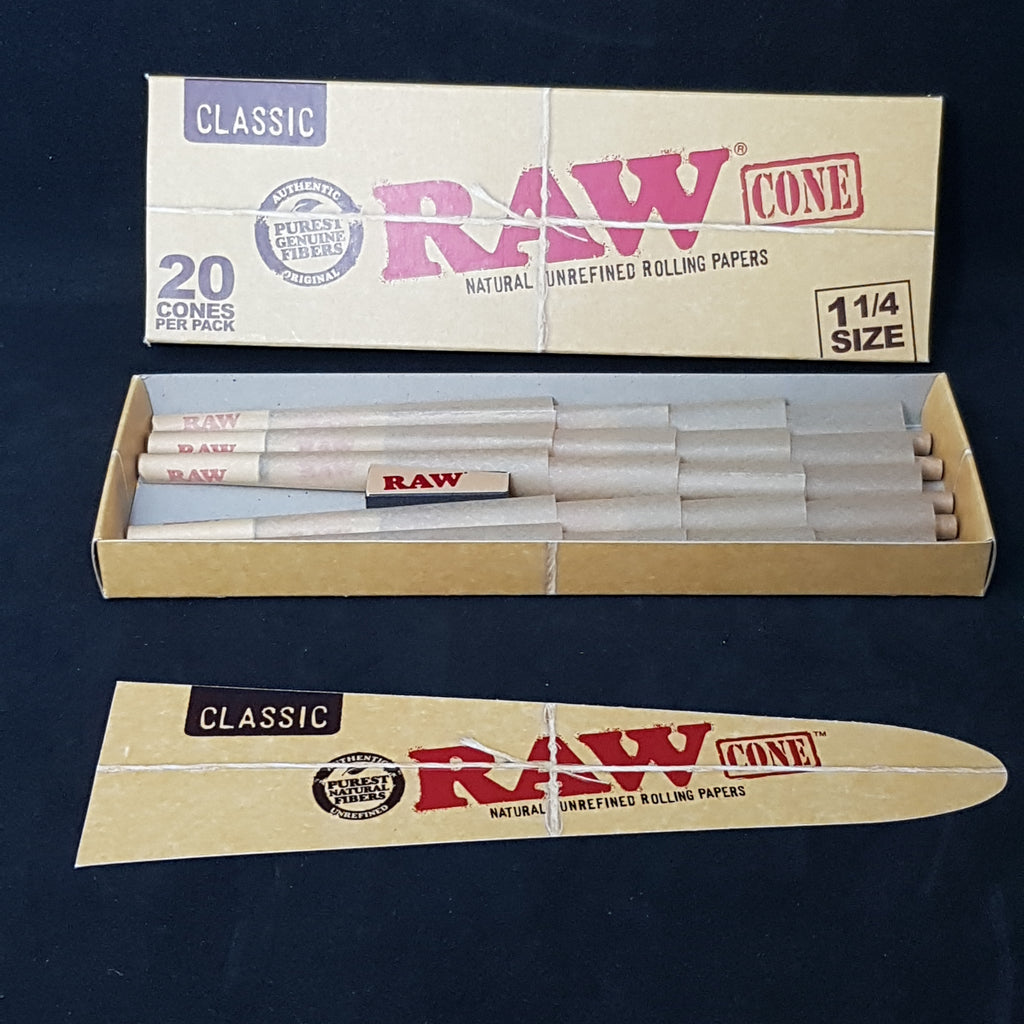 CLASSIC
AUTHENTIC
PUREST
GENUINE
FIBERS
ORIGINAL
RAW®
CONE
NATURAL UNREFINED ROLLING PAPERS
20
CONES
PER PACK
1 1/4
SIZE
RAW
RAW
RAW
RAW
CLASSIC
AUTHENTIC
PUREST
NATURAL
FIBERS
UNREFINED
RAW
CONE™
NATURAL UNREFINED ROLLING PAPERS